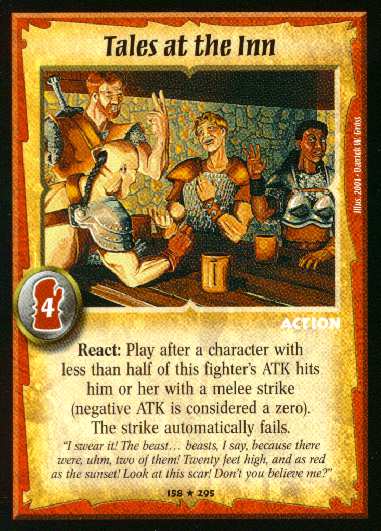 Tales at the Inn
Illus. 2001 • Darrick W. Gross
4
ACTION
React: Play after a character with
less than half of this fighter's ATK hits
him or her with a melee strike
(negative ATK is considered a zero).
The strike automatically fails.
"I swear it! The beast… beasts, I say, because there
were, uhm, two of them! Twenty feet high, and as red
as the sunset! Look at this scar! Don't you believe me?"
158 ★ 295